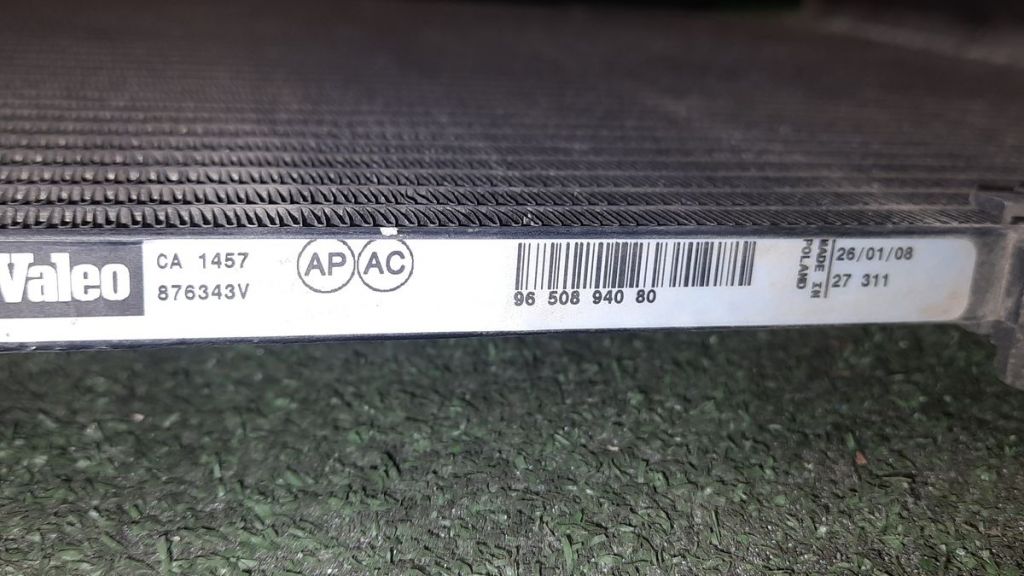 Valeo
CA 1457
876343V
AP AC
96 508 940 80
MADE IN
POLAND
26/01/08
27 311